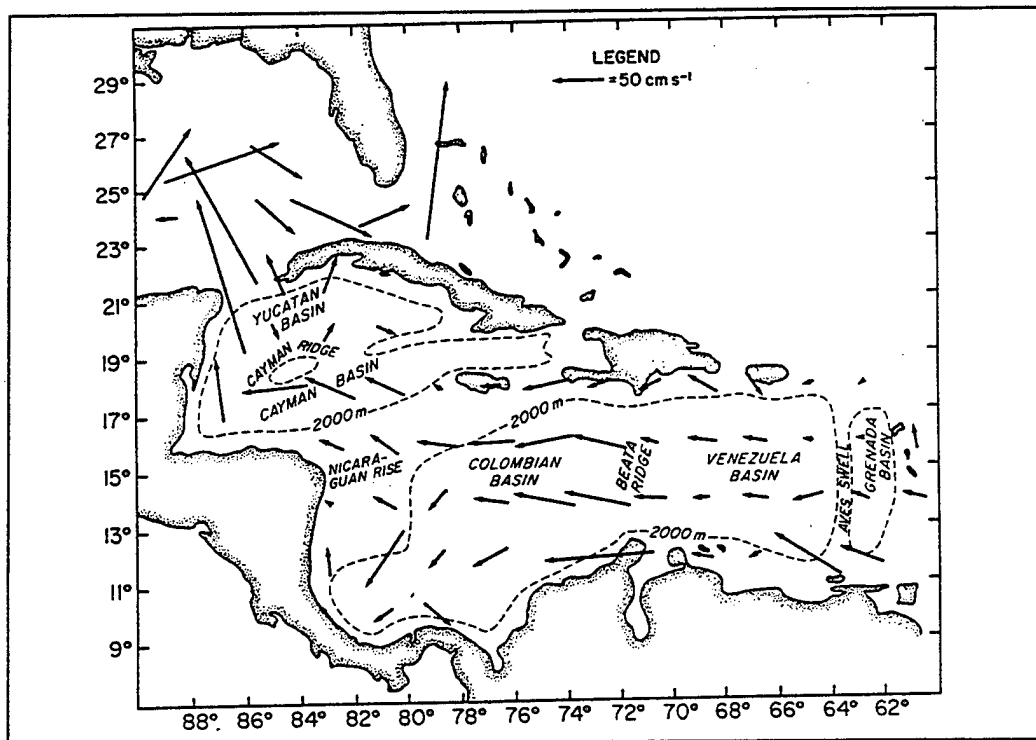 LEGEND
= 50 cm s⁻¹
29°
27°
25°
23°
21°
19°
17°
15°
13°
11°
9°
YUCATAN
BASIN
CAYMAN RIDGE
CAYMAN BASIN
2000 m
2000 m
NICARA-
GUAN RISE
COLOMBIAN
BASIN
BEATA
RIDGE
VENEZUELA
BASIN
AVES SWELL
GRENADA
BASIN
2000 m
88° 86° 84° 82° 80° 78° 76° 74° 72° 70° 68° 66° 64° 62°